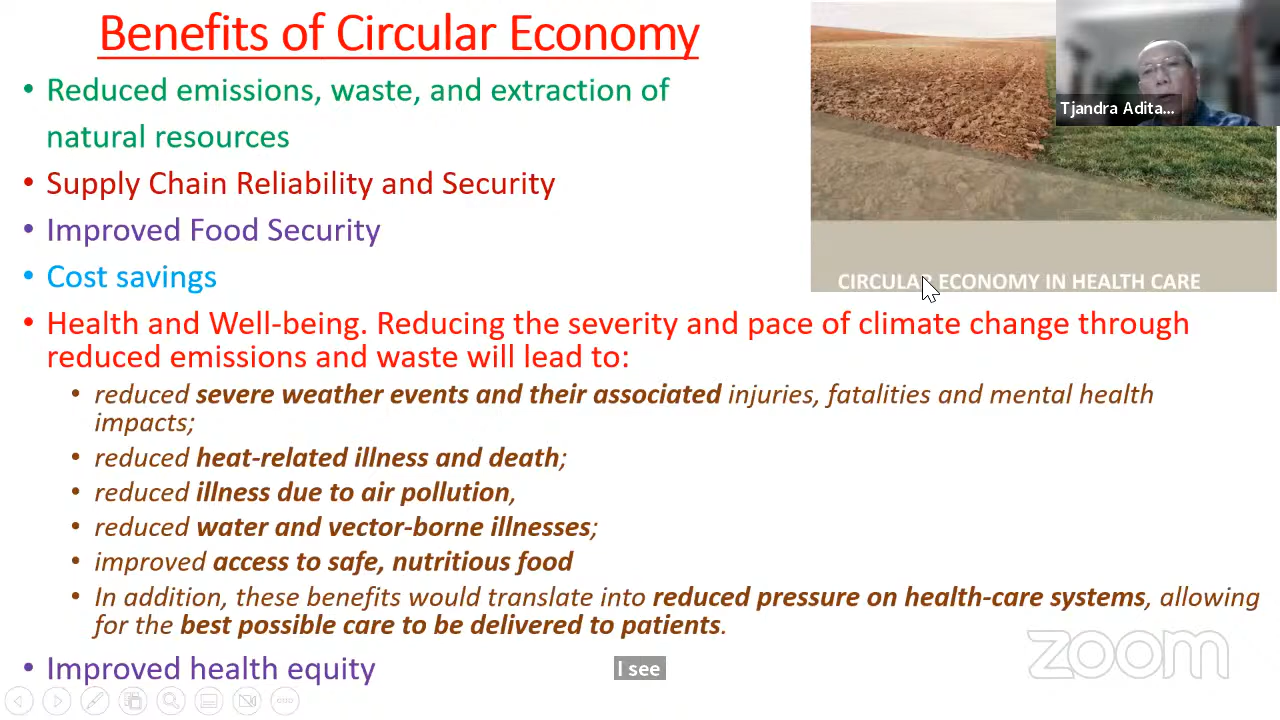 Benefits of Circular Economy
Tjandra Adita...
• Reduced emissions, waste, and extraction of
natural resources
• Supply Chain Reliability and Security
• Improved Food Security
• Cost savings
CIRCULAR ECONOMY IN HEALTH CARE
• Health and Well-being. Reducing the severity and pace of climate change through
reduced emissions and waste will lead to:
• reduced severe weather events and their associated injuries, fatalities and mental health
impacts;
• reduced heat-related illness and death;
• reduced illness due to air pollution,
• reduced water and vector-borne illnesses;
• improved access to safe, nutritious food
• In addition, these benefits would translate into reduced pressure on health-care systems, allowing
for the best possible care to be delivered to patients.
• Improved health equity
I see
zoom